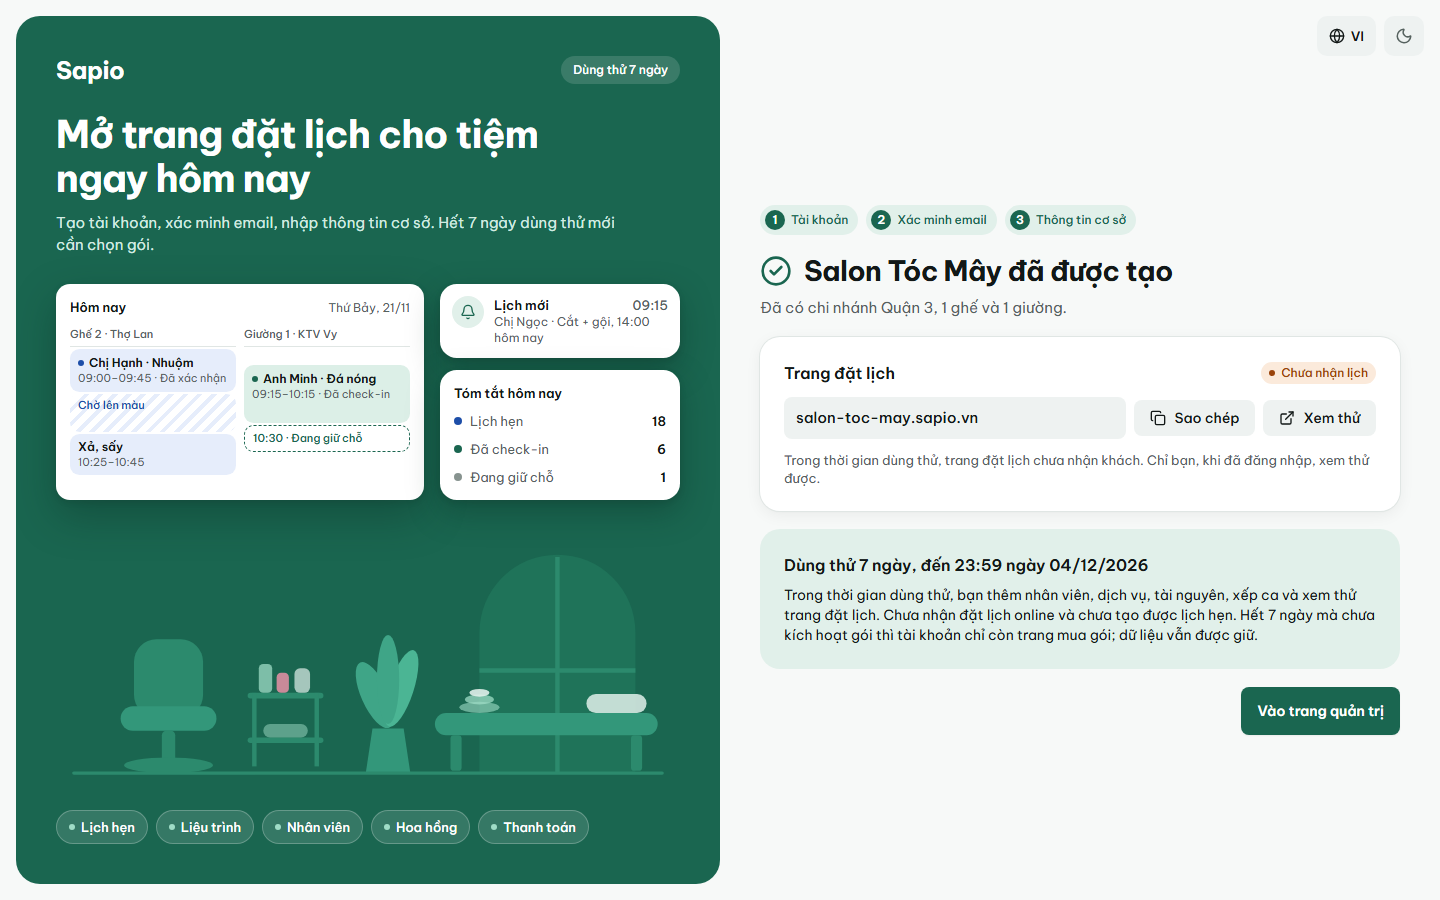 Sapio
Dùng thử 7 ngày
Mở trang đặt lịch cho tiệm
ngay hôm nay
Tạo tài khoản, xác minh email, nhập thông tin cơ sở. Hết 7 ngày dùng thử mới
cần chọn gói.
Hôm nay
Thứ Bảy, 21/11
Ghế 2 · Thợ Lan
Chị Hạnh · Nhuộm
09:00–09:45 · Đã xác nhận
Chờ lên màu
Xả, sấy
10:25–10:45
Giường 1 · KTV Vy
Anh Minh · Đá nóng
09:15–10:15 · Đã check-in
10:30 · Đang giữ chỗ
Lịch mới
09:15
Chị Ngọc · Cắt + gội, 14:00
hôm nay
Tóm tắt hôm nay
Lịch hẹn 18
Đã check-in 6
Đang giữ chỗ 1
Lịch hẹn
Liệu trình
Nhân viên
Hoa hồng
Thanh toán
VI
1 Tài khoản
2 Xác minh email
3 Thông tin cơ sở
Salon Tóc Mây đã được tạo
Đã có chi nhánh Quận 3, 1 ghế và 1 giường.
Trang đặt lịch
Chưa nhận lịch
salon-toc-may.sapio.vn
Sao chép
Xem thử
Trong thời gian dùng thử, trang đặt lịch chưa nhận khách. Chỉ bạn, khi đã đăng nhập, xem thử
được.
Dùng thử 7 ngày, đến 23:59 ngày 04/12/2026
Trong thời gian dùng thử, bạn thêm nhân viên, dịch vụ, tài nguyên, xếp ca và xem thử
trang đặt lịch. Chưa nhận đặt lịch online và chưa tạo được lịch hẹn. Hết 7 ngày mà chưa
kích hoạt gói thì tài khoản chỉ còn trang mua gói; dữ liệu vẫn được giữ.
Vào trang quản trị